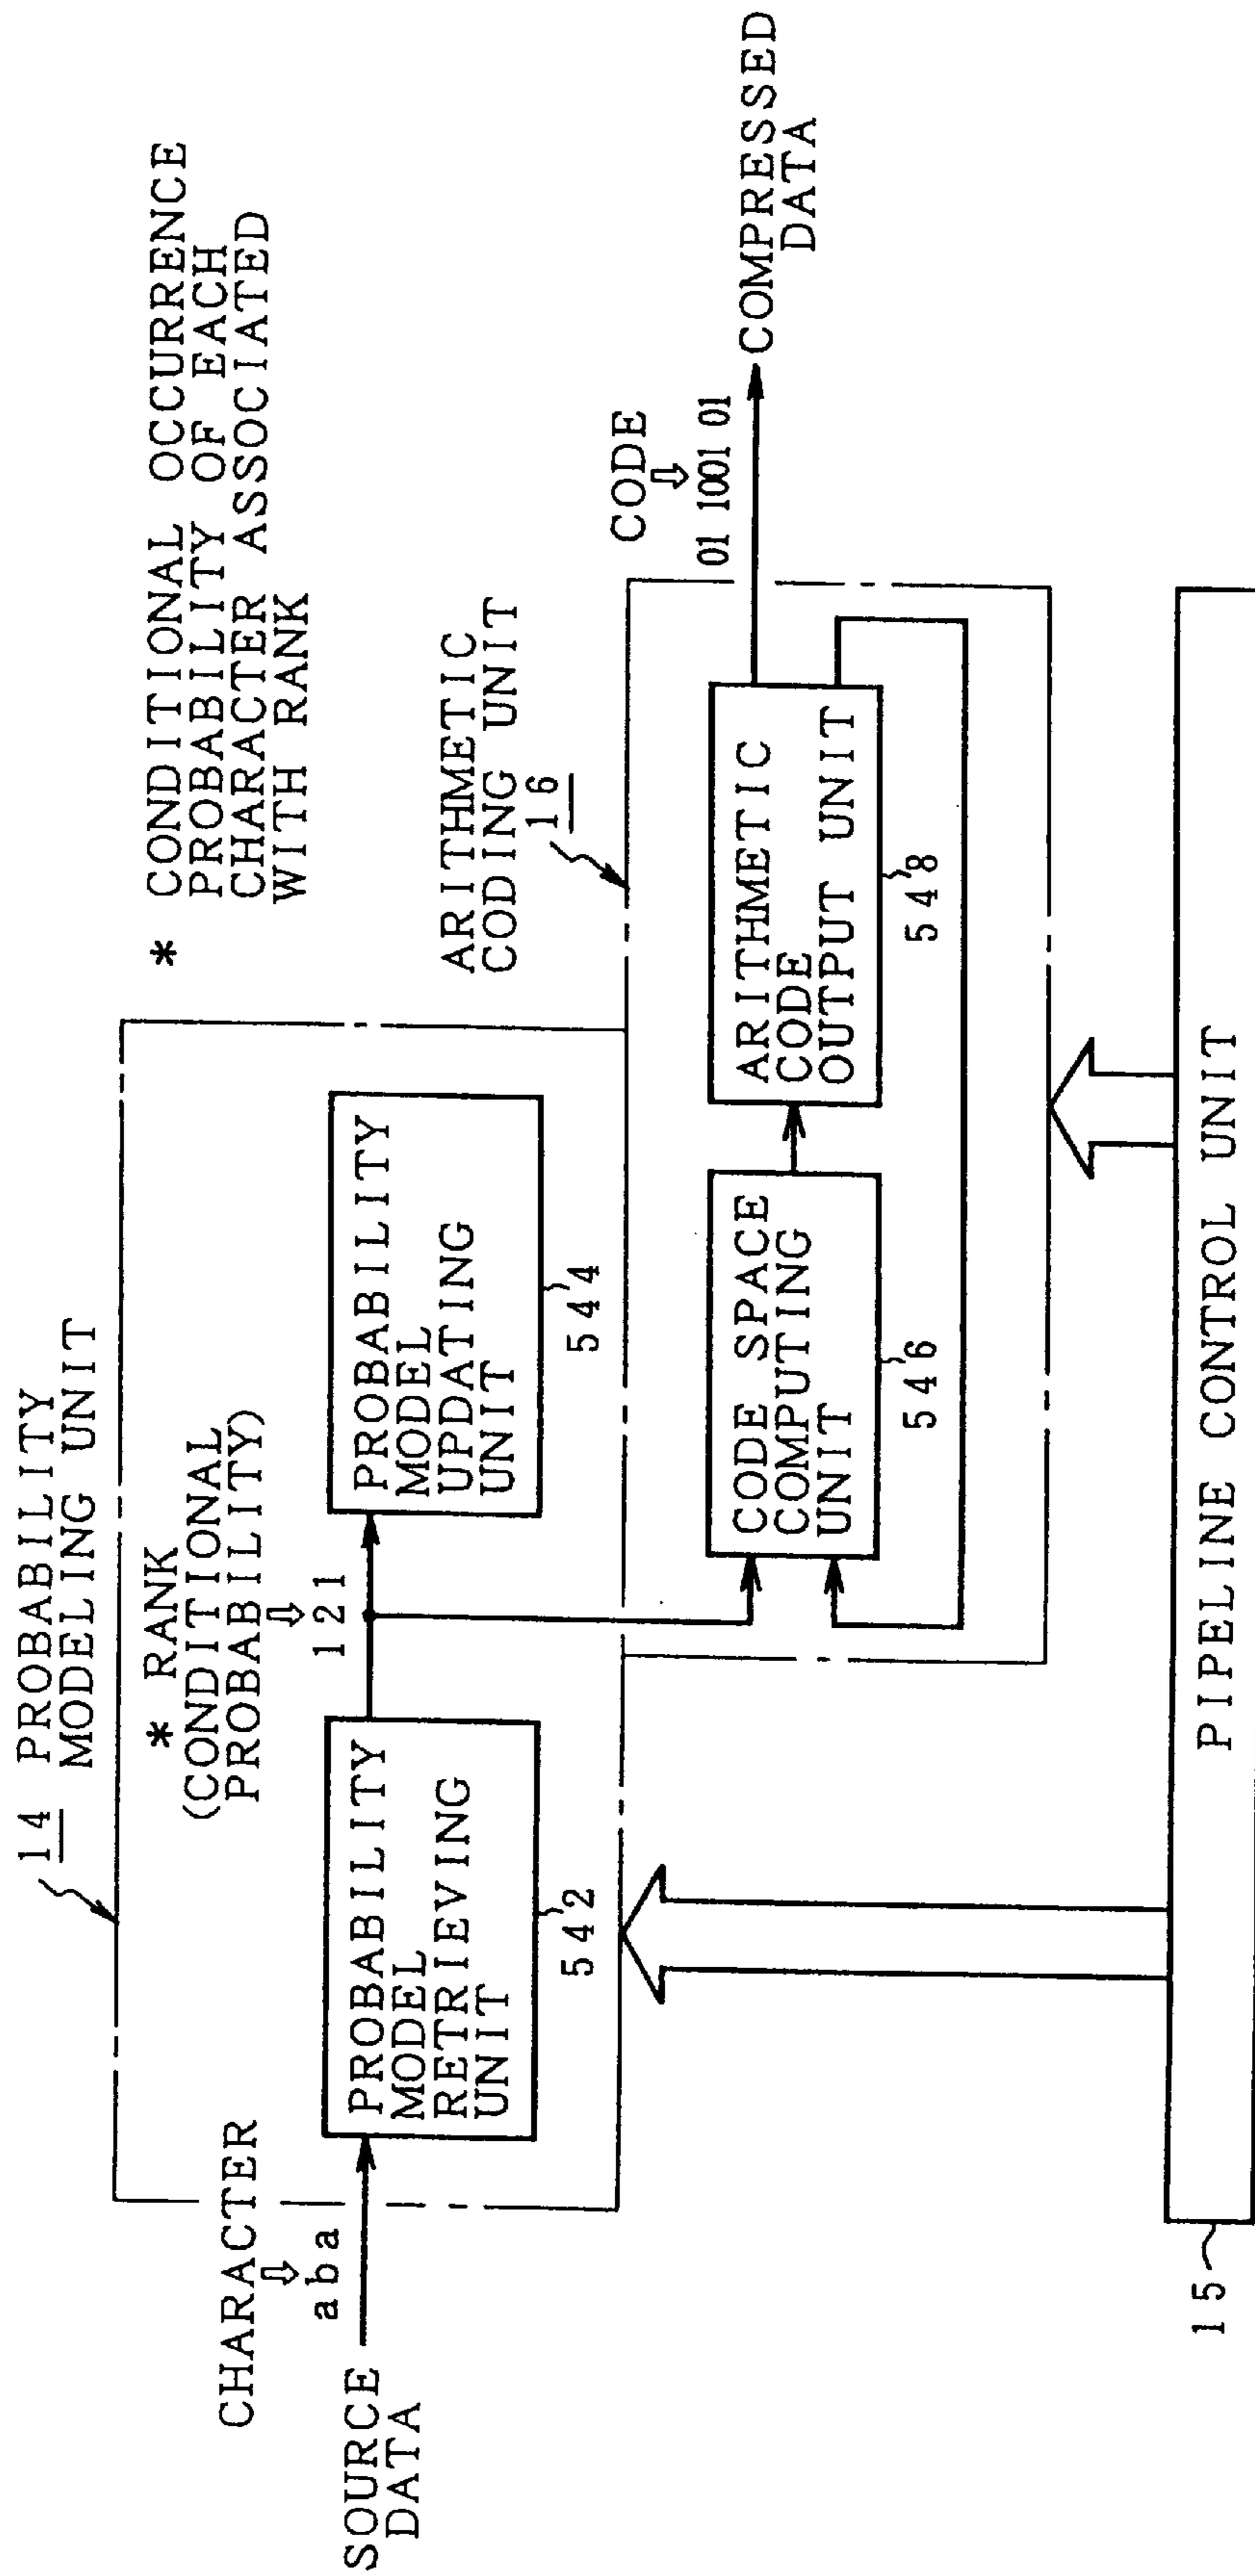 14 PROBABILITY
MODELING UNIT
* RANK
(CONDITIONAL
PROBABILITY)
⇩
121
* CONDITIONAL OCCURRENCE
PROBABILITY OF EACH
CHARACTER ASSOCIATED
WITH RANK
CHARACTER
⇩
aba
SOURCE
DATA
PROBABILITY
MODEL
RETRIEVING
UNIT
542
PROBABILITY
MODEL
UPDATING
UNIT
544
ARITHMETIC
CODING UNIT
16
CODE SPACE
COMPUTING
UNIT
546
ARITHMETIC
CODE
OUTPUT UNIT
548
CODE
⇩
01 1001 01
COMPRESSED
DATA
PIPELINE CONTROL UNIT
15